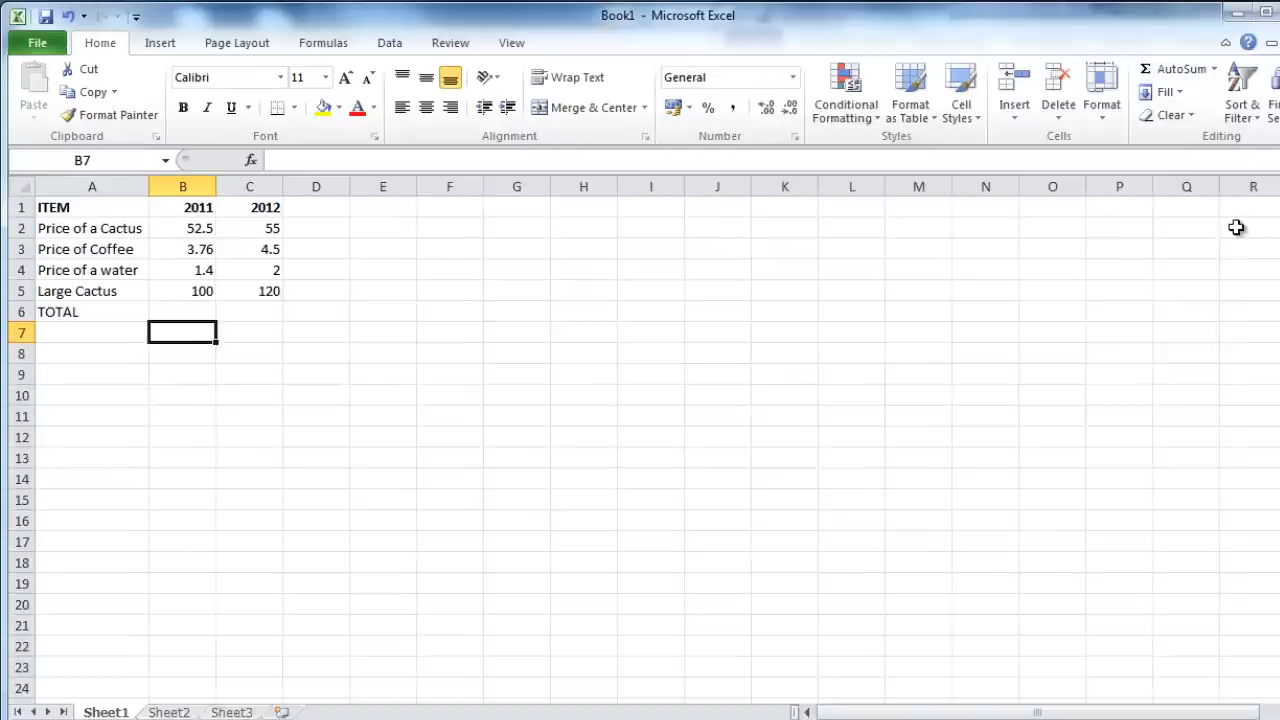 Book1 - Microsoft Excel
File Home Insert Page Layout Formulas Data Review View
Cut Calibri 11 Wrap Text General AutoSum
Paste Copy Fill
Format Painter B I U Merge & Center % , Conditional Formatting Format as Table Cell Styles Insert Delete Format Clear Sort & Filter
Clipboard Font Alignment Number Styles Cells Editing
B7 fx
A B C D E F G H I J K L M N O P Q R
1 ITEM 2011 2012
2 Price of a Cactus 52.5 55
3 Price of Coffee 3.76 4.5
4 Price of a water 1.4 2
5 Large Cactus 100 120
6 TOTAL
7
8
9
10
11
12
13
14
15
16
17
18
19
20
21
22
23
24
Sheet1 Sheet2 Sheet3